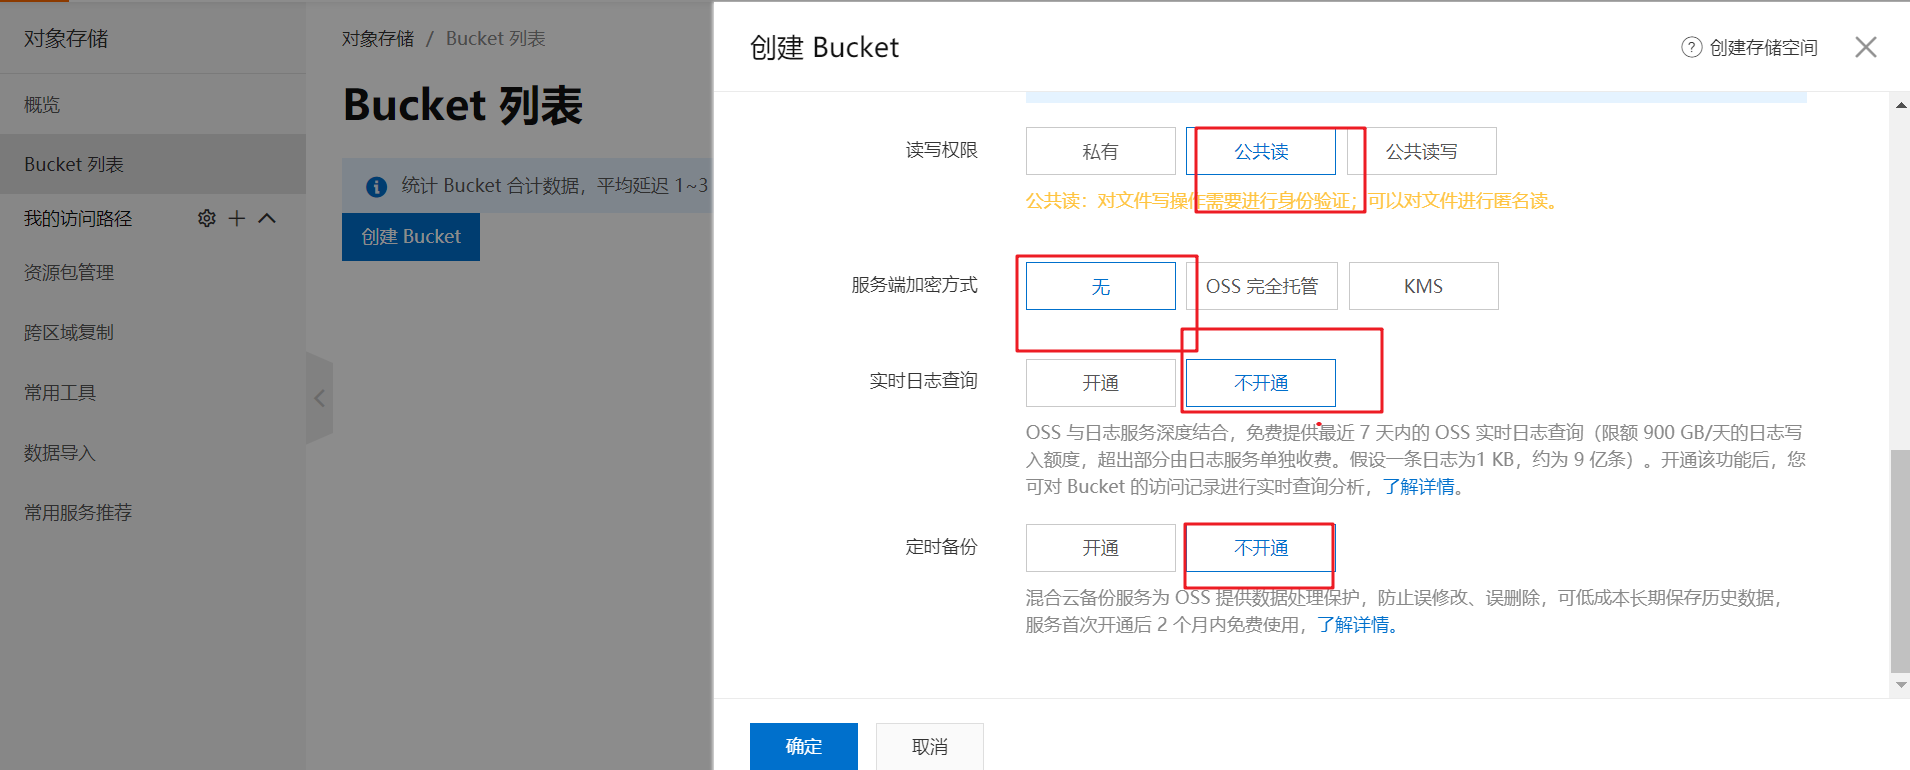 对象存储
概览
Bucket 列表
我的访问路径
资源包管理
跨区域复制
常用工具
数据导入
常用服务推荐
对象存储 / Bucket 列表
Bucket 列表
统计 Bucket 合计数据，平均延迟 1~3
创建 Bucket
创建 Bucket
创建存储空间
读写权限 私有 公共读 公共读写
公共读：对文件写操作需要进行身份验证；可以对文件进行匿名读。
服务端加密方式 无 OSS 完全托管 KMS
实时日志查询 开通 不开通
OSS 与日志服务深度结合，免费提供最近 7 天内的 OSS 实时日志查询（限额 900 GB/天的日志写
入额度，超出部分由日志服务单独收费。假设一条日志为1 KB，约为 9 亿条）。开通该功能后，您
可对 Bucket 的访问记录进行实时查询分析，了解详情。
定时备份 开通 不开通
混合云备份服务为 OSS 提供数据处理保护，防止误修改、误删除，可低成本长期保存历史数据，
服务首次开通后 2 个月内免费使用，了解详情。
确定 取消